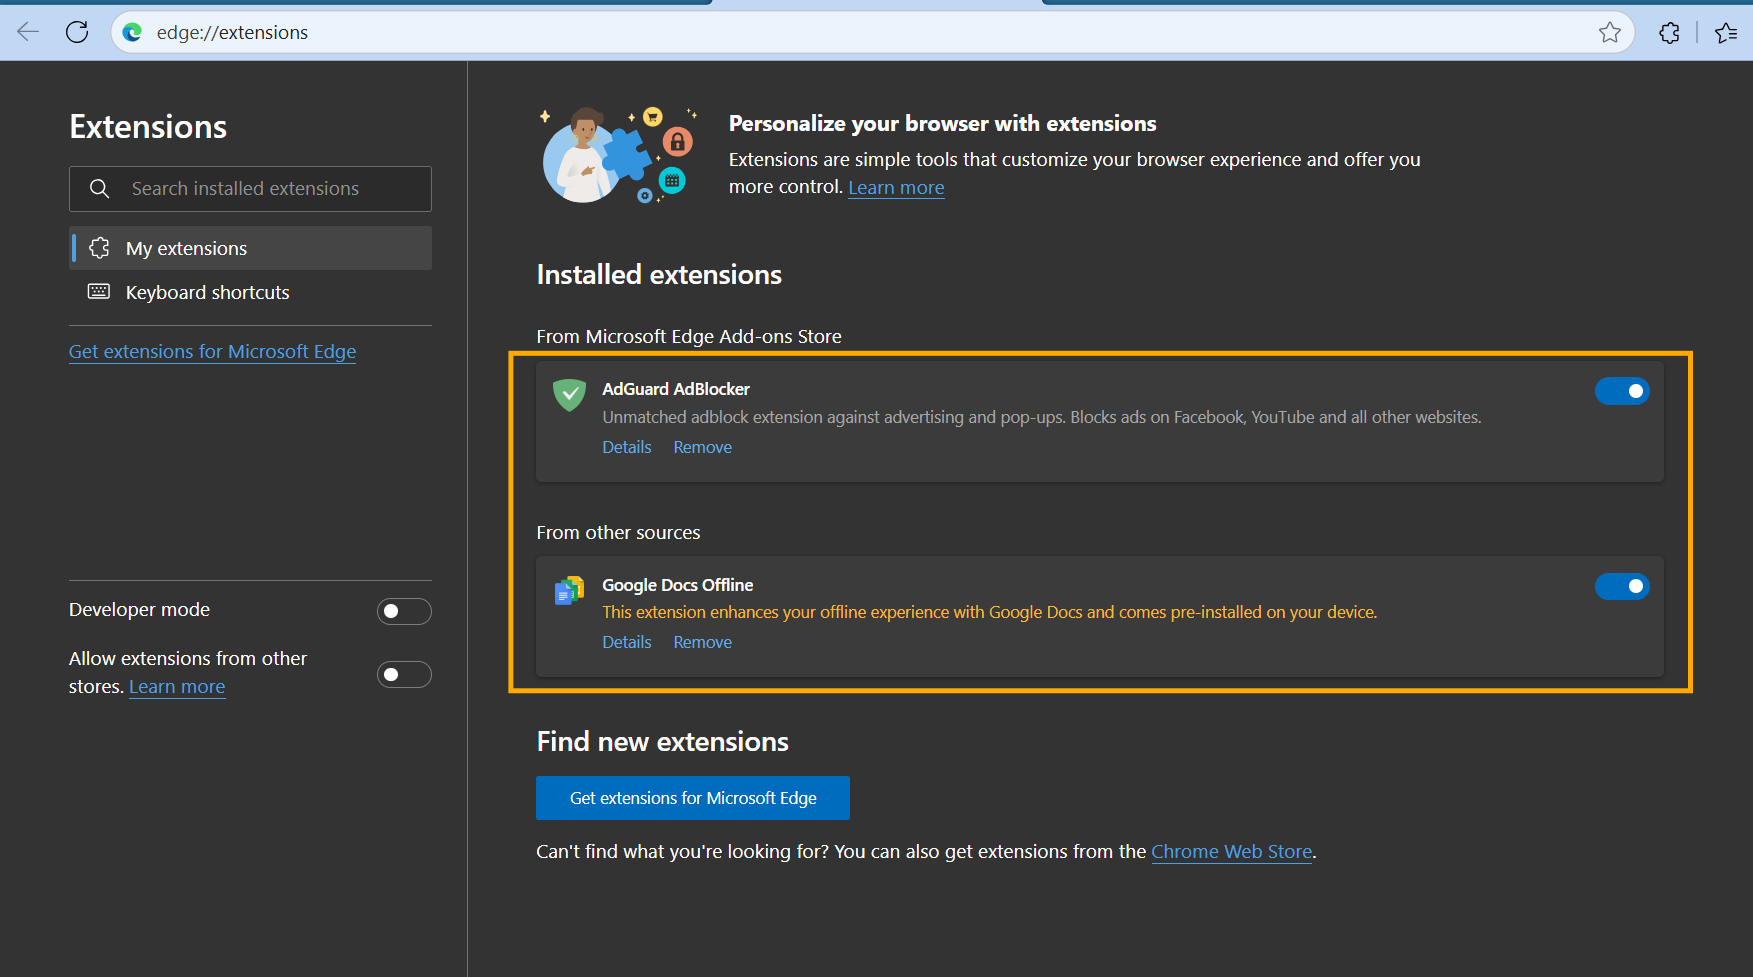 edge://extensions
Extensions
Search installed extensions
My extensions
Keyboard shortcuts
Get extensions for Microsoft Edge
Developer mode
Allow extensions from other
stores. Learn more
Personalize your browser with extensions
Extensions are simple tools that customize your browser experience and offer you
more control. Learn more
Installed extensions
From Microsoft Edge Add-ons Store
AdGuard AdBlocker
Unmatched adblock extension against advertising and pop-ups. Blocks ads on Facebook, YouTube and all other websites.
Details Remove
From other sources
Google Docs Offline
This extension enhances your offline experience with Google Docs and comes pre-installed on your device.
Details Remove
Find new extensions
Get extensions for Microsoft Edge
Can't find what you're looking for? You can also get extensions from the Chrome Web Store.